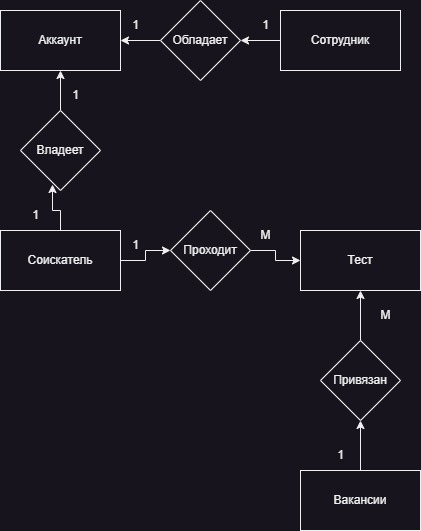 1
1
Аккаунт
Обладает
Сотрудник
1
Владеет
1
1
М
Соискатель
Проходит
Тест
М
Привязан
1
Вакансии